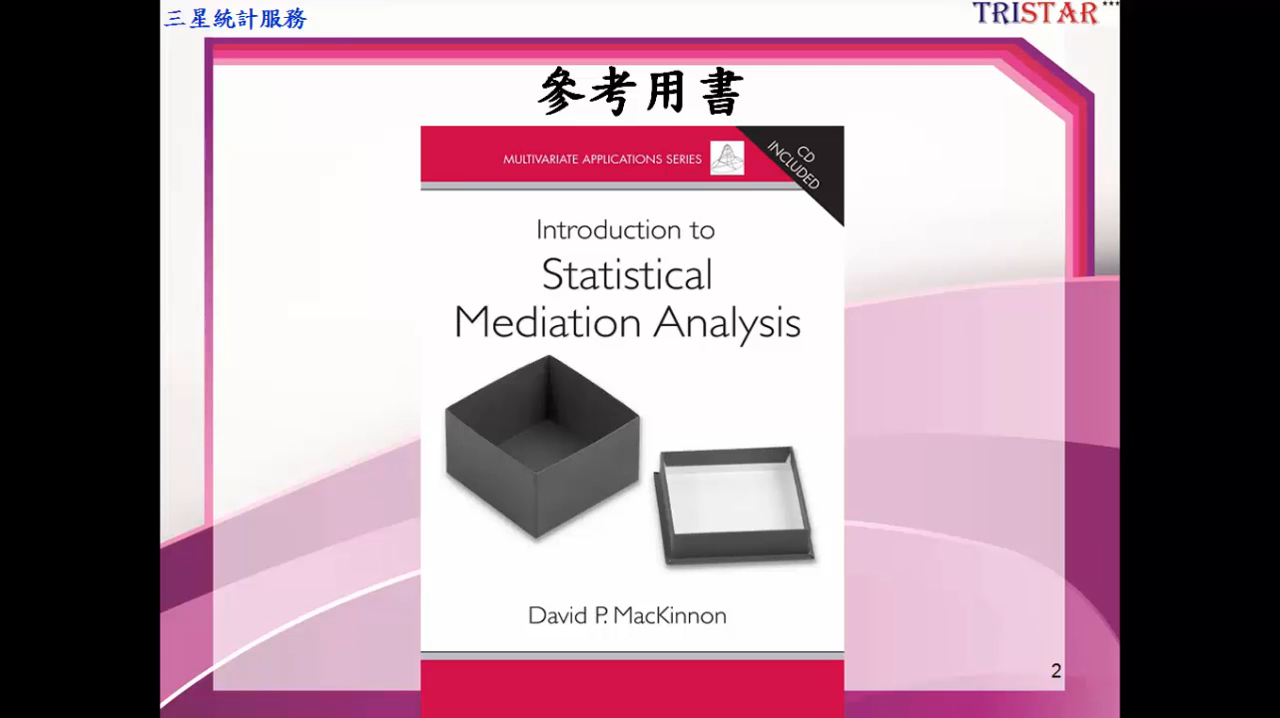 三星統計服務
TRISTAR***
參考用書
MULTIVARIATE APPLICATIONS SERIES
CD
INCLUDED
Introduction to
Statistical
Mediation Analysis
David P. MacKinnon
2